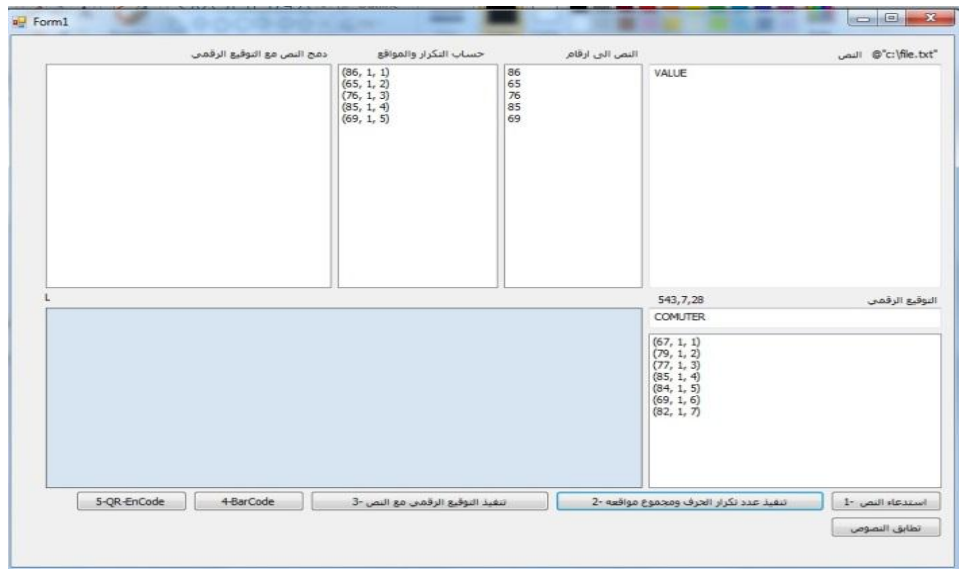 Form1
النص @"c:\file.txt"
النص الى ارقام
حساب التكرار والمواقع
دمج النص مع التوقيع الرقمي
VALUE
86
65
76
85
69
(86, 1, 1)
(65, 1, 2)
(76, 1, 3)
(85, 1, 4)
(69, 1, 5)
التوقيع الرقمي
543,7,28
L
COMUTER
(67, 1, 1)
(79, 1, 2)
(77, 1, 3)
(85, 1, 4)
(84, 1, 5)
(69, 1, 6)
(82, 1, 7)
استدعاء النص -1
تنفيذ عدد تكرار الحرف ومجموع مواقعه -2
تنفيذ التوقيع الرقمي مع النص -3
4-BarCode
5-QR-EnCode
تطابق النصوص